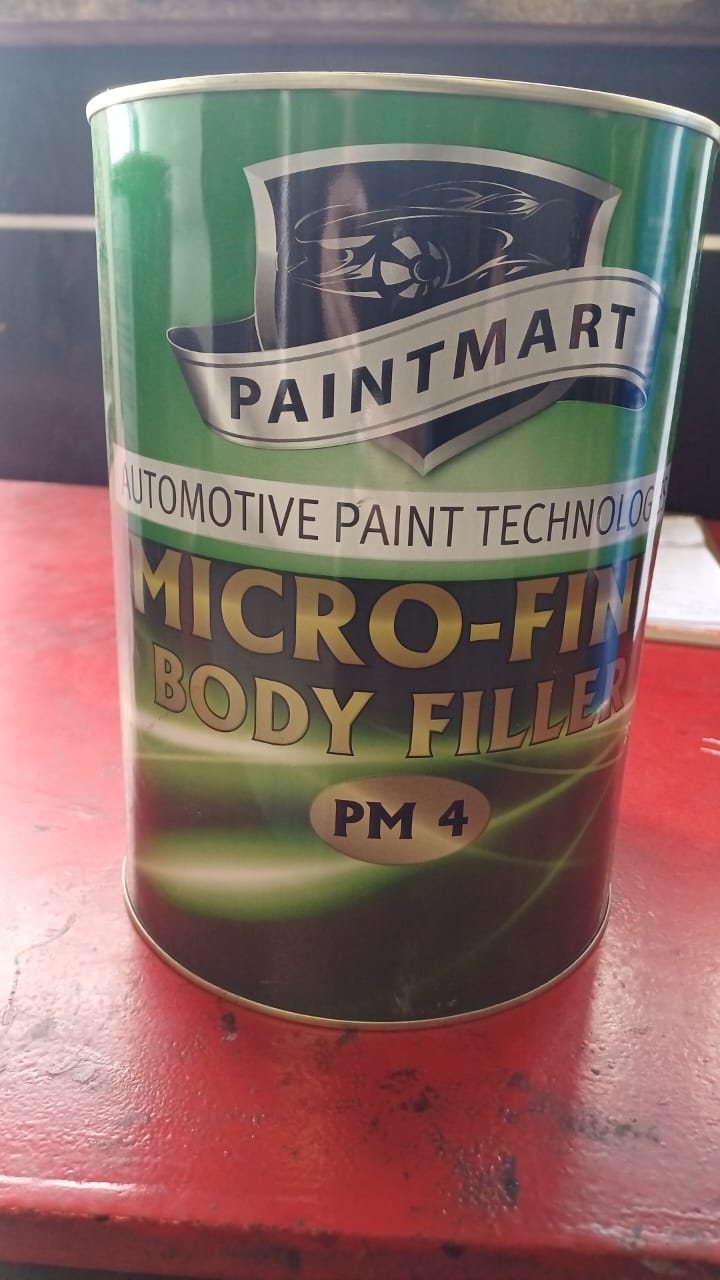 PAINTMART
AUTOMOTIVE PAINT TECHNOLOG
MICRO-FIN
BODY FILLER
PM 4